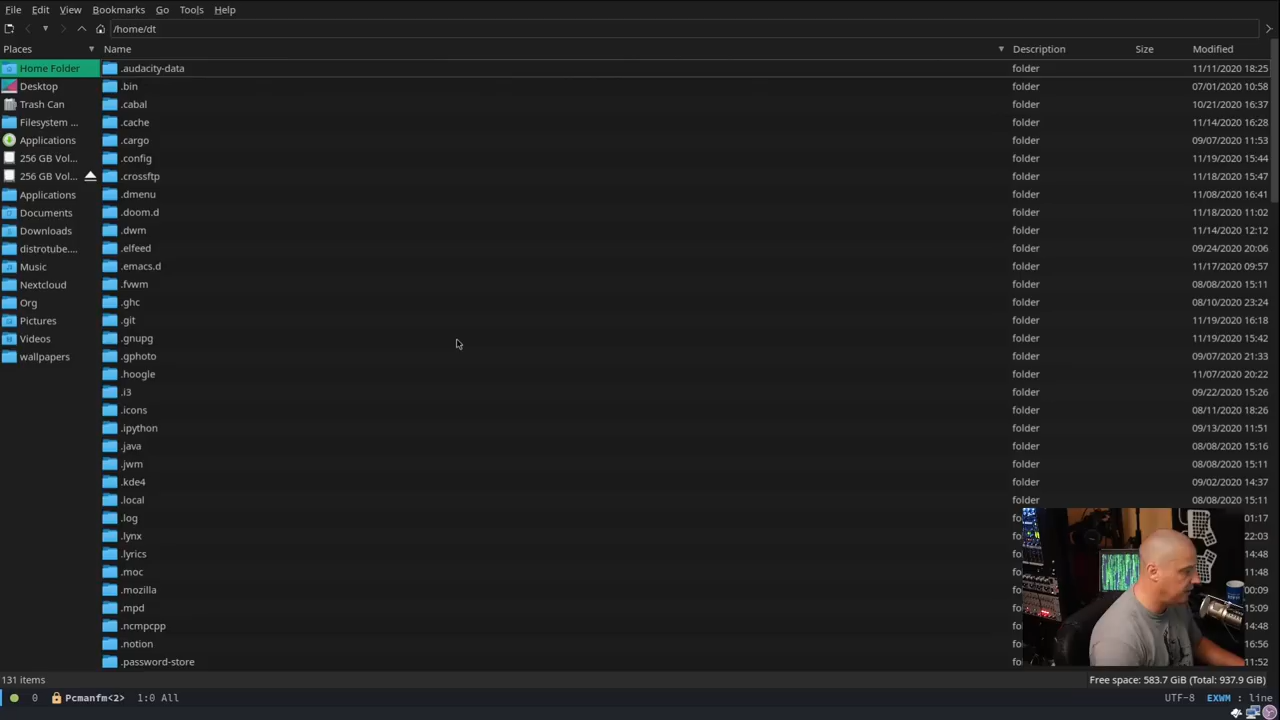 File Edit View Bookmarks Go Tools Help
/home/dt
Places Name Description Size Modified
Home Folder .audacity-data folder 11/11/2020 18:25
Desktop .bin folder 07/01/2020 10:58
Trash Can .cabal folder 10/21/2020 16:37
Filesystem ... .cache folder 11/14/2020 16:28
Applications .cargo folder 09/07/2020 11:53
256 GB Vol... .config folder 11/19/2020 15:44
256 GB Vol... .crossftp folder 11/18/2020 15:47
Applications .dmenu folder 11/08/2020 16:41
Documents .doom.d folder 11/18/2020 11:02
Downloads .dwm folder 11/14/2020 12:12
distrotube.... .elfeed folder 09/24/2020 20:06
Music .emacs.d folder 11/17/2020 09:57
Nextcloud .fvwm folder 08/08/2020 15:11
Org .ghc folder 08/10/2020 23:24
Pictures .git folder 11/19/2020 16:18
Videos .gnupg folder 11/19/2020 15:42
wallpapers .gphoto folder 09/07/2020 21:33
.hoogle folder 11/07/2020 20:22
.i3 folder 09/22/2020 15:26
.icons folder 08/11/2020 18:26
.ipython folder 09/13/2020 11:51
.java folder 08/08/2020 15:16
.jwm folder 08/08/2020 15:11
.kde4 folder 09/02/2020 14:37
.local folder 08/08/2020 15:11
.log fo 01:17
.lynx fo 22:03
.lyrics fo 14:48
.moc fo 11:48
.mozilla fo 00:09
.mpd fo 15:09
.ncmpcpp fo 14:48
.notion fo 16:56
.password-store fo 11:52
131 items Free space: 583.7 GiB (Total: 937.9 GiB)
0 Pcmanfm<2> 1:0 All UTF-8 EXWM : line